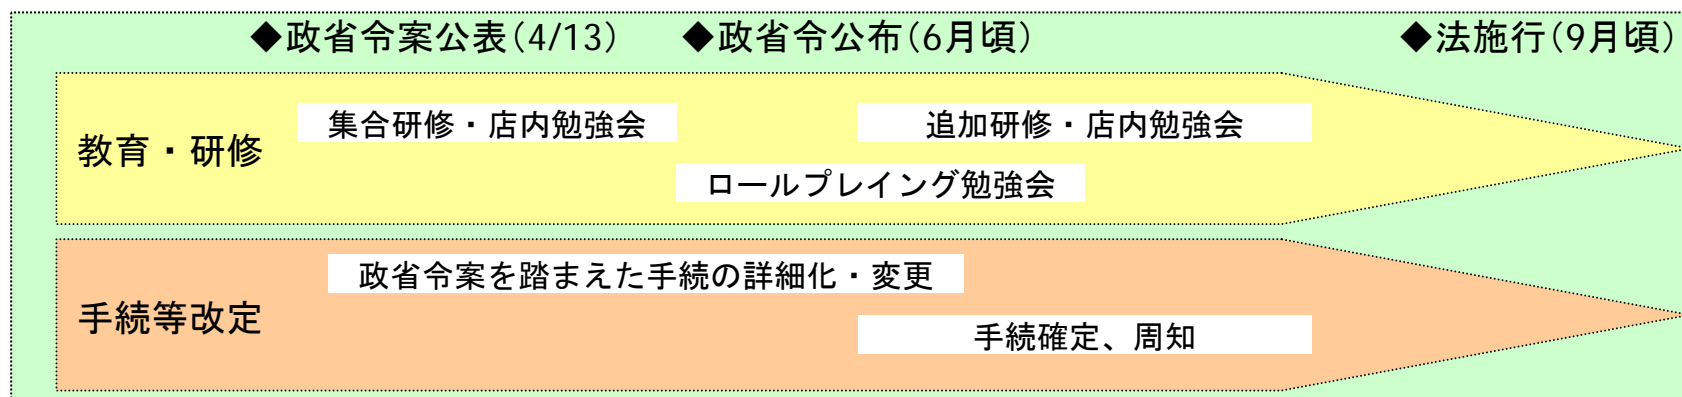 ◆政省令案公表(4/13) ◆政省令公布(6月頃) ◆法施行(9月頃)
教育・研修
集合研修・店内勉強会
追加研修・店内勉強会
ロールプレイング勉強会
手続等改定
政省令案を踏まえた手続の詳細化・変更
手続確定、周知